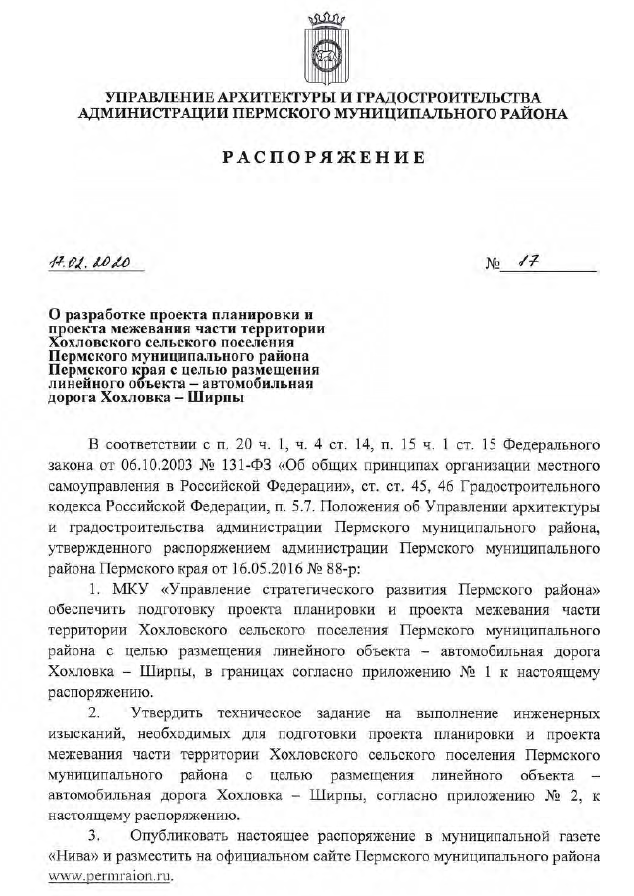 УПРАВЛЕНИЕ АРХИТЕКТУРЫ И ГРАДОСТРОИТЕЛЬСТВА
АДМИНИСТРАЦИИ ПЕРМСКОГО МУНИЦИПАЛЬНОГО РАЙОНА
РАСПОРЯЖЕНИЕ
17.02.2020 № 17
О разработке проекта планировки и
проекта межевания части территории
Хохловского сельского поселения
Пермского муниципального района
Пермского края с целью размещения
линейного объекта – автомобильная
дорога Хохловка – Ширпы
В соответствии с п. 20 ч. 1, ч. 4 ст. 14, п. 15 ч. 1 ст. 15 Федерального
закона от 06.10.2003 № 131-ФЗ «Об общих принципах организации местного
самоуправления в Российской Федерации», ст. ст. 45, 46 Градостроительного
кодекса Российской Федерации, п. 5.7. Положения об Управлении архитектуры
и градостроительства администрации Пермского муниципального района,
утвержденного распоряжением администрации Пермского муниципального
района Пермского края от 16.05.2016 № 88-р:
1. МКУ «Управление стратегического развития Пермского района»
обеспечить подготовку проекта планировки и проекта межевания части
территории Хохловского сельского поселения Пермского муниципального
района с целью размещения линейного объекта – автомобильная дорога
Хохловка – Ширпы, в границах согласно приложению № 1 к настоящему
распоряжению.
2. Утвердить техническое задание на выполнение инженерных
изысканий, необходимых для подготовки проекта планировки и проекта
межевания части территории Хохловского сельского поселения Пермского
муниципального района с целью размещения линейного объекта –
автомобильная дорога Хохловка – Ширпы, согласно приложению № 2, к
настоящему распоряжению.
3. Опубликовать настоящее распоряжение в муниципальной газете
«Нива» и разместить на официальном сайте Пермского муниципального района
www.permraion.ru.